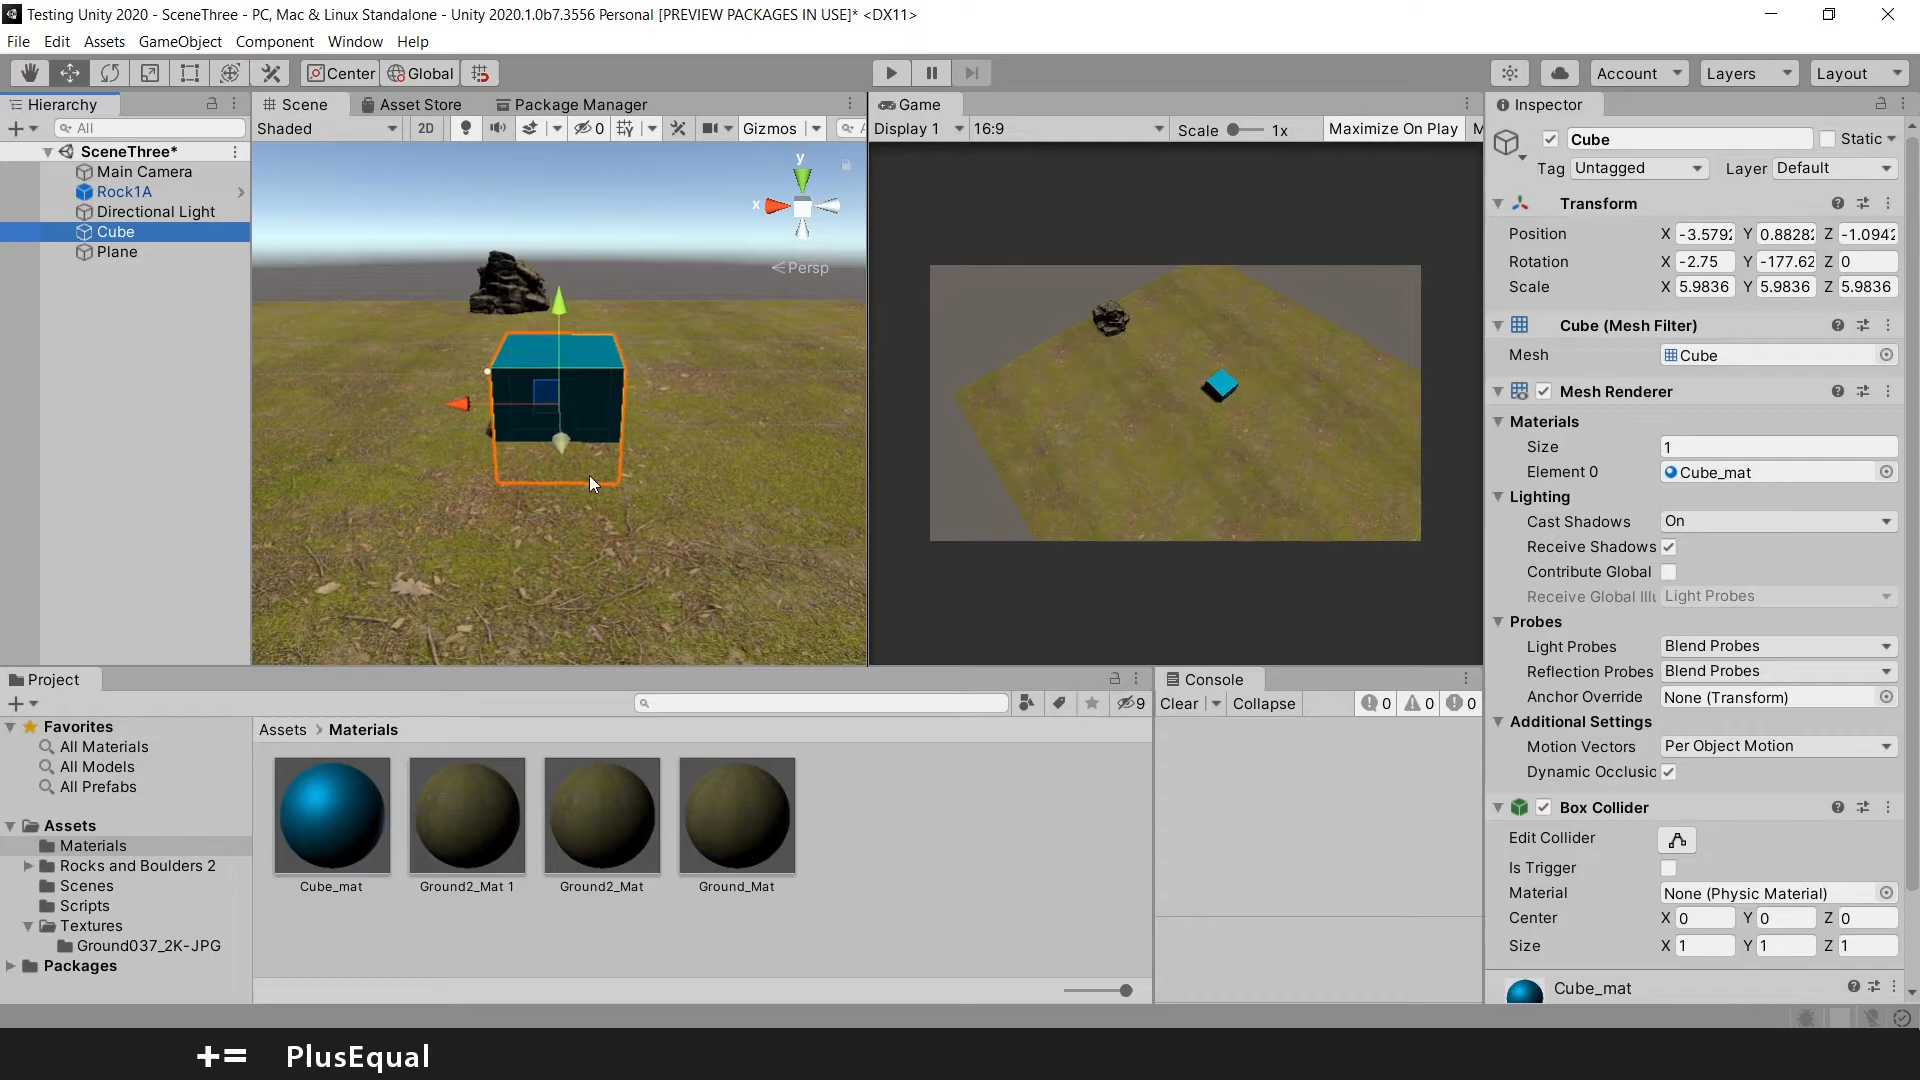 Testing Unity 2020 - SceneThree - PC, Mac & Linux Standalone - Unity 2020.1.0b7.3556 Personal [PREVIEW PACKAGES IN USE]* <DX11>
File Edit Assets GameObject Component Window Help
Center Global Account Layers Layout
Hierarchy
All
SceneThree*
Main Camera
Rock1A
Directional Light
Cube
Plane
Scene Asset Store Package Manager
Shaded 2D 0 Gizmos
y
x
Persp
Game
Display 1 16:9 Scale 1x Maximize On Play
Inspector
Cube Static
Tag Untagged Layer Default
Transform
Position X -3.5792 Y 0.8828 Z -1.0942
Rotation X -2.75 Y -177.62 Z 0
Scale X 5.9836 Y 5.9836 Z 5.9836
Cube (Mesh Filter)
Mesh Cube
Mesh Renderer
Materials
Size 1
Element 0 Cube_mat
Lighting
Cast Shadows On
Receive Shadows
Contribute Global
Receive Global Illu Light Probes
Probes
Light Probes Blend Probes
Reflection Probes Blend Probes
Anchor Override None (Transform)
Additional Settings
Motion Vectors Per Object Motion
Dynamic Occlusic
Box Collider
Edit Collider
Is Trigger
Material None (Physic Material)
Center X 0 Y 0 Z 0
Size X 1 Y 1 Z 1
Cube_mat
Project
9
Favorites
All Materials
All Models
All Prefabs
Assets
Materials
Rocks and Boulders 2
Scenes
Scripts
Textures
Ground037_2K-JPG
Packages
Assets > Materials
Cube_mat Ground2_Mat 1 Ground2_Mat Ground_Mat
Console
Clear Collapse 0 0 0
+= PlusEqual